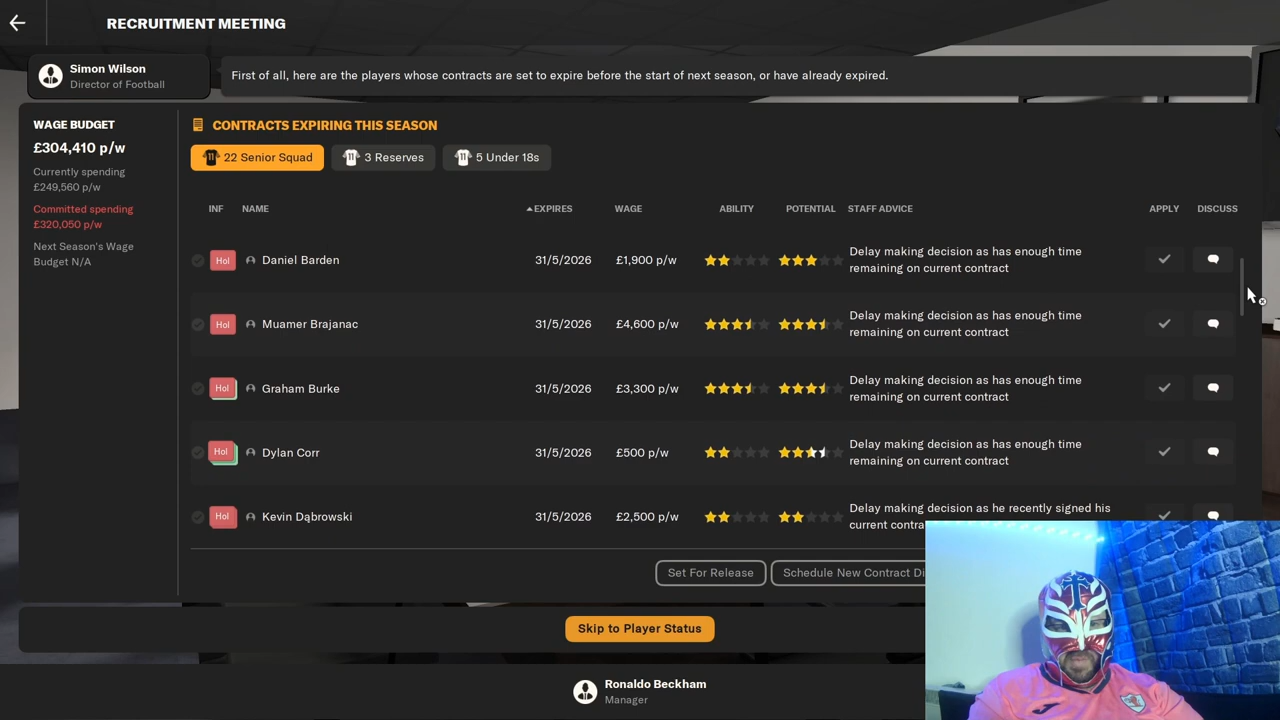 RECRUITMENT MEETING
Simon Wilson
Director of Football
First of all, here are the players whose contracts are set to expire before the start of next season, or have already expired.
WAGE BUDGET
£304,410 p/w
Currently spending
£249,560 p/w
Committed spending
£320,050 p/w
Next Season's Wage
Budget N/A
CONTRACTS EXPIRING THIS SEASON
22 Senior Squad
3 Reserves
5 Under 18s
INF NAME EXPIRES WAGE ABILITY POTENTIAL STAFF ADVICE APPLY DISCUSS
Hol Daniel Barden 31/5/2026 £1,900 p/w Delay making decision as has enough time
remaining on current contract
Hol Muamer Brajanac 31/5/2026 £4,600 p/w Delay making decision as has enough time
remaining on current contract
Hol Graham Burke 31/5/2026 £3,300 p/w Delay making decision as has enough time
remaining on current contract
Hol Dylan Corr 31/5/2026 £500 p/w Delay making decision as has enough time
remaining on current contract
Hol Kevin Dąbrowski 31/5/2026 £2,500 p/w Delay making decision as he recently signed his
current contra
Set For Release
Schedule New Contract Di
Skip to Player Status
Ronaldo Beckham
Manager